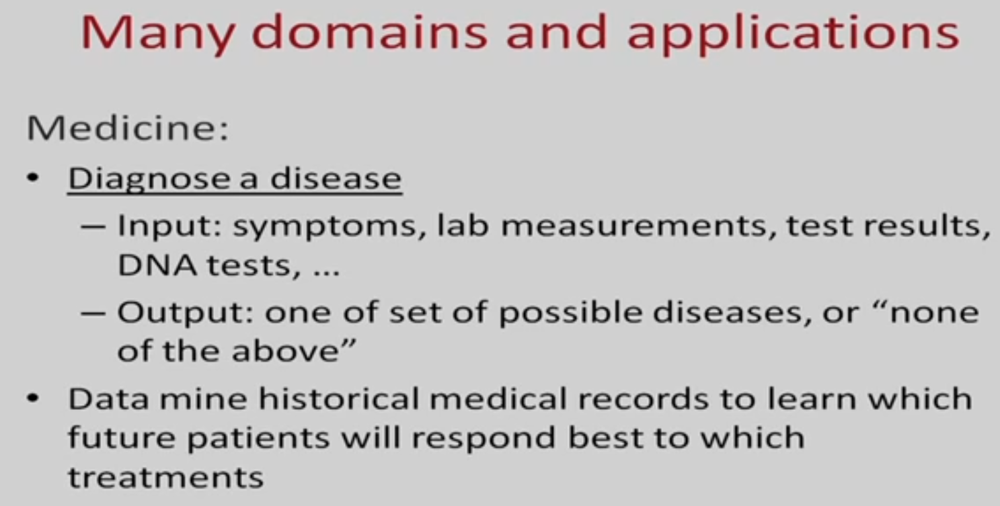 Many domains and applications
Medicine:
• Diagnose a disease
– Input: symptoms, lab measurements, test results,
DNA tests, ...
– Output: one of set of possible diseases, or “none
of the above”
• Data mine historical medical records to learn which
future patients will respond best to which
treatments